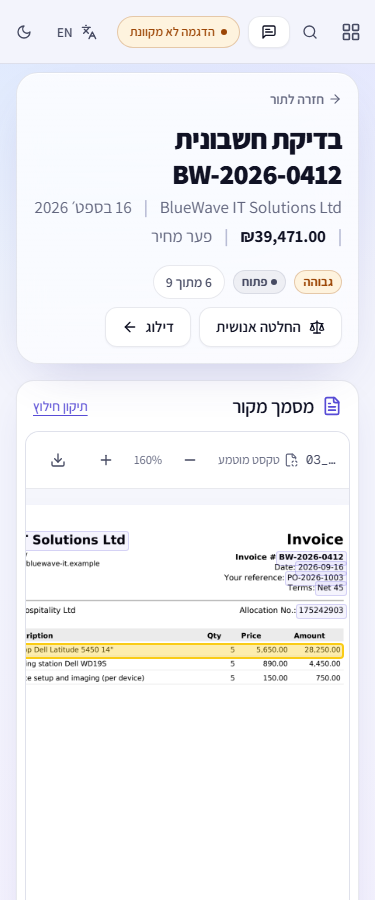 הדגמה לא מקוונת
EN
חזרה לתור
בדיקת חשבונית
BW-2026-0412
BlueWave IT Solutions Ltd | 16 בספט׳ 2026
| ₪39,471.00 | פער מחיר
גבוהה
פתוח
6 מתוך 9
החלטה אנושית
דילוג
מסמך מקור
תיקון חילוץ
03_…
טקסט מוטמע
160%
Solutions Ltd
Invoice
bluewave-it.example
Invoice # BW-2026-0412
Date: 2026-09-16
Your reference: PO-2026-1003
Terms: Net 45
ospitality Ltd
Allocation No.: 175242903
ription Qty Price Amount
op Dell Latitude 5450 14" 5 5,650.00 28,250.00
ing station Dell WD19S 5 890.00 4,450.00
e setup and imaging (per device) 5 150.00 750.00